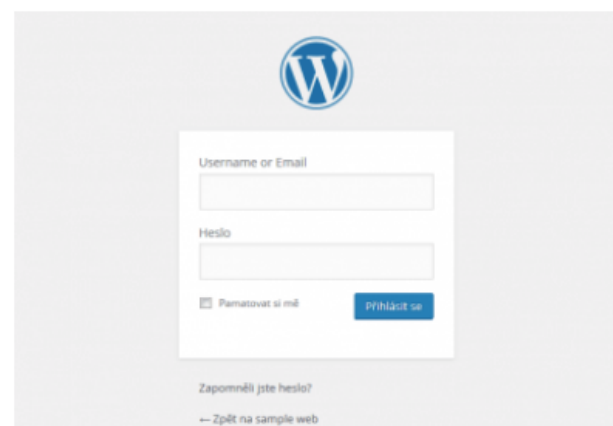 Username or Email
Heslo
Pamatovat si mě
Přihlásit se
Zapomněli jste heslo?
← Zpět na sample web